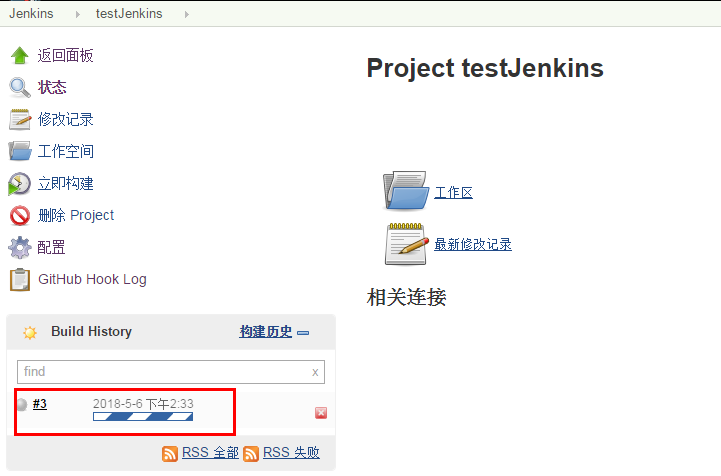 Jenkins testJenkins
返回面板
状态
修改记录
工作空间
立即构建
删除 Project
配置
GitHub Hook Log
Project testJenkins
工作区
最新修改记录
相关连接
Build History 构建历史
find x
#3 2018-5-6 下午2:33
RSS 全部 RSS 失败